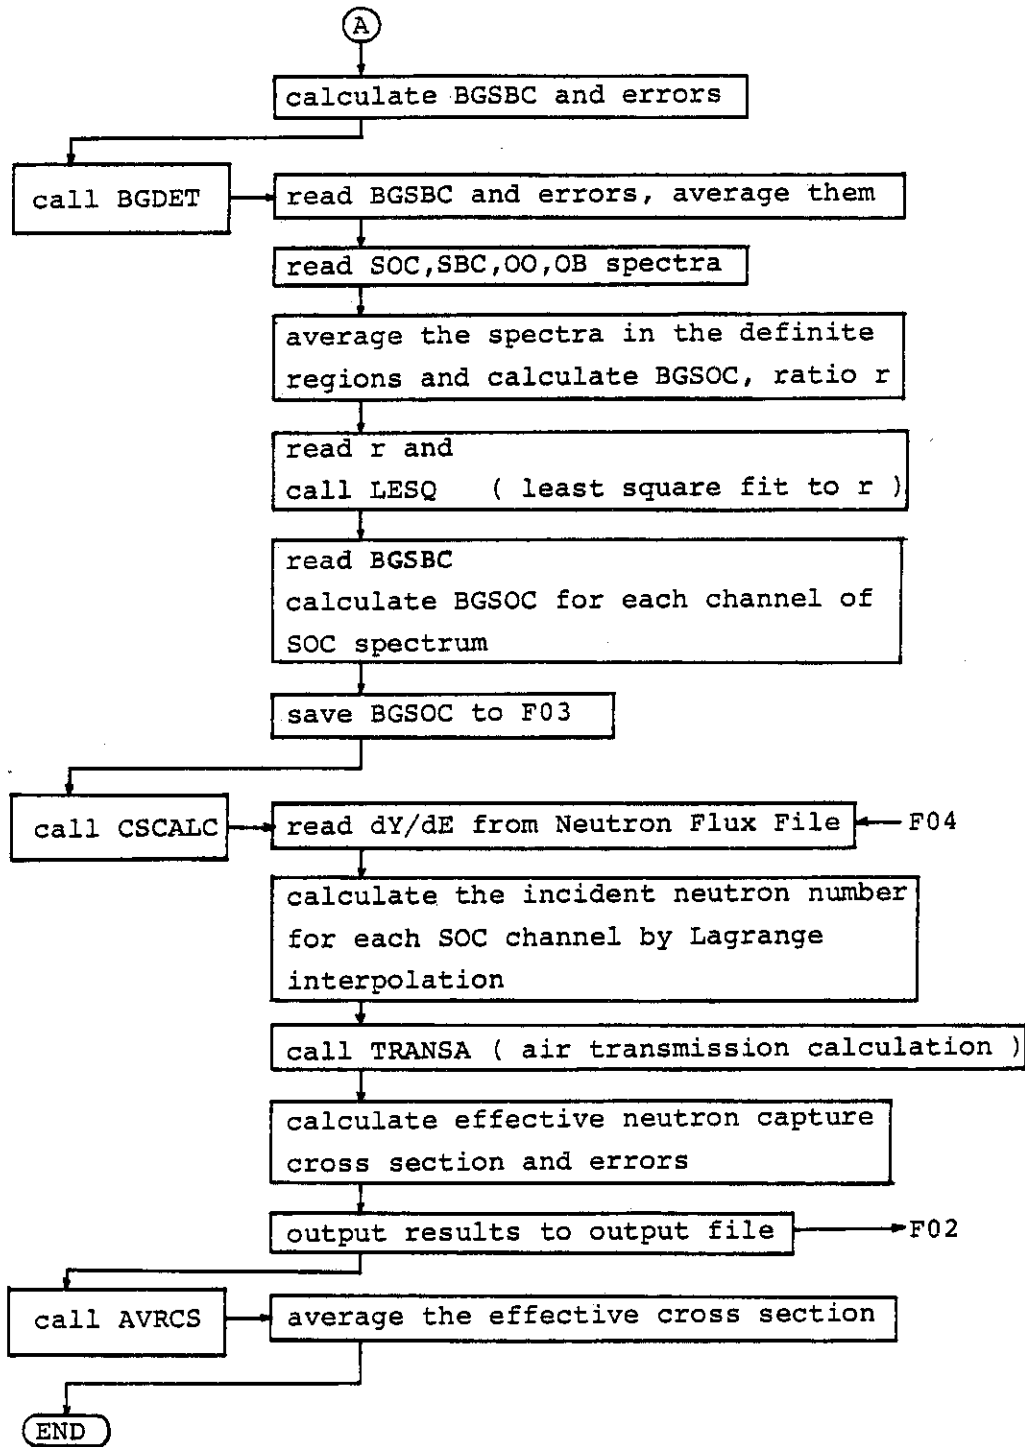 A
calculate BGSBC and errors
call BGDET
read BGSBC and errors, average them
read SOC,SBC,OO,OB spectra
average the spectra in the definite
regions and calculate BGSOC, ratio r
read r and
call LESQ ( least square fit to r )
read BGSBC
calculate BGSOC for each channel of
SOC spectrum
save BGSOC to F03
call CSCALC
read dY/dE from Neutron Flux File
F04
calculate the incident neutron number
for each SOC channel by Lagrange
interpolation
call TRANSA ( air transmission calculation )
calculate effective neutron capture
cross section and errors
output results to output file
F02
call AVRCS
average the effective cross section
END